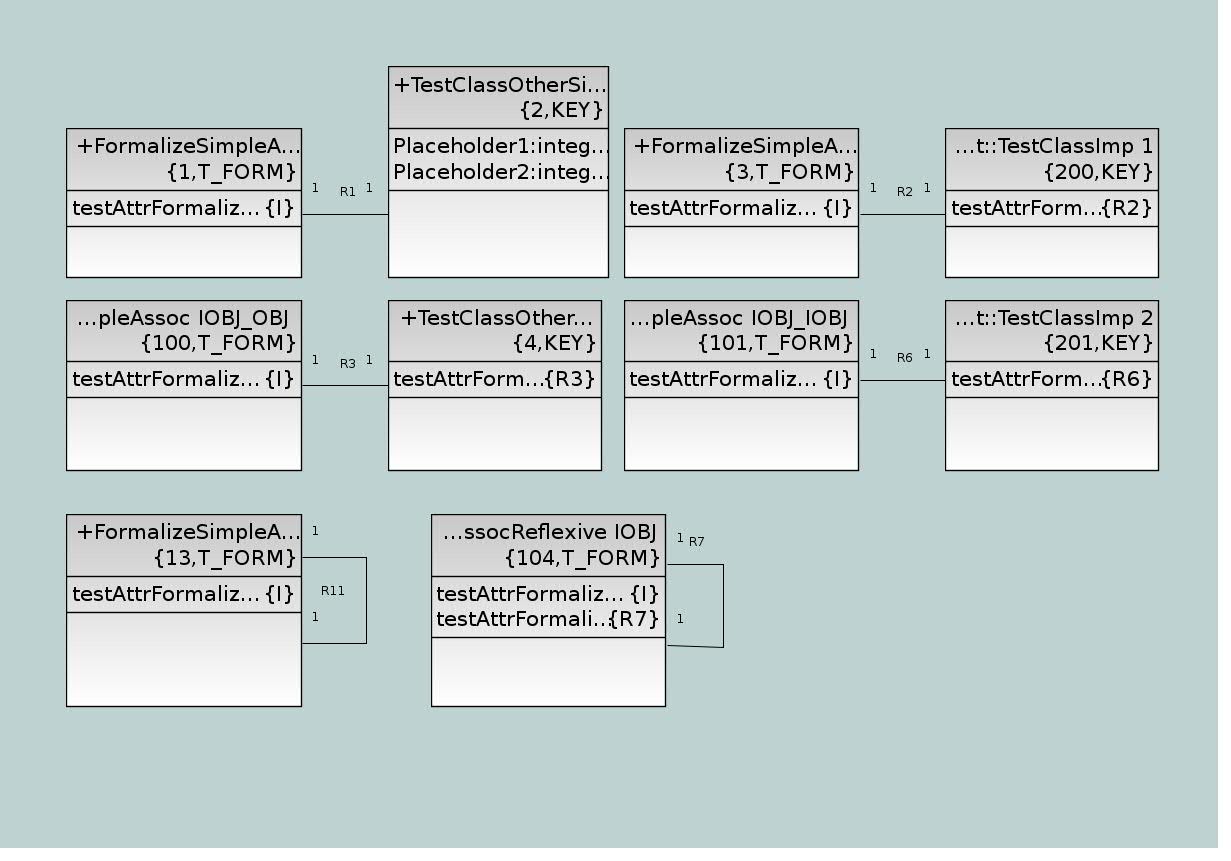 +TestClassOtherSi...
{2,KEY}
Placeholder1:integ...
Placeholder2:integ...
+FormalizeSimpleA...
{1,T_FORM}
testAttrFormaliz... {I}
1 R1 1
+FormalizeSimpleA...
{3,T_FORM}
testAttrFormaliz... {I}
1 R2 1
...t::TestClassImp 1
{200,KEY}
testAttrForm...{R2}
...pleAssoc IOBJ_OBJ
{100,T_FORM}
testAttrFormaliz... {I}
1 R3 1
+TestClassOther...
{4,KEY}
testAttrForm...{R3}
...pleAssoc IOBJ_IOBJ
{101,T_FORM}
testAttrFormaliz... {I}
1 R6 1
...t::TestClassImp 2
{201,KEY}
testAttrForm...{R6}
+FormalizeSimpleA...
{13,T_FORM}
testAttrFormaliz... {I}
1
R11
1
...ssocReflexive IOBJ
{104,T_FORM}
testAttrFormaliz... {I}
testAttrFormali...{R7}
1 R7
1